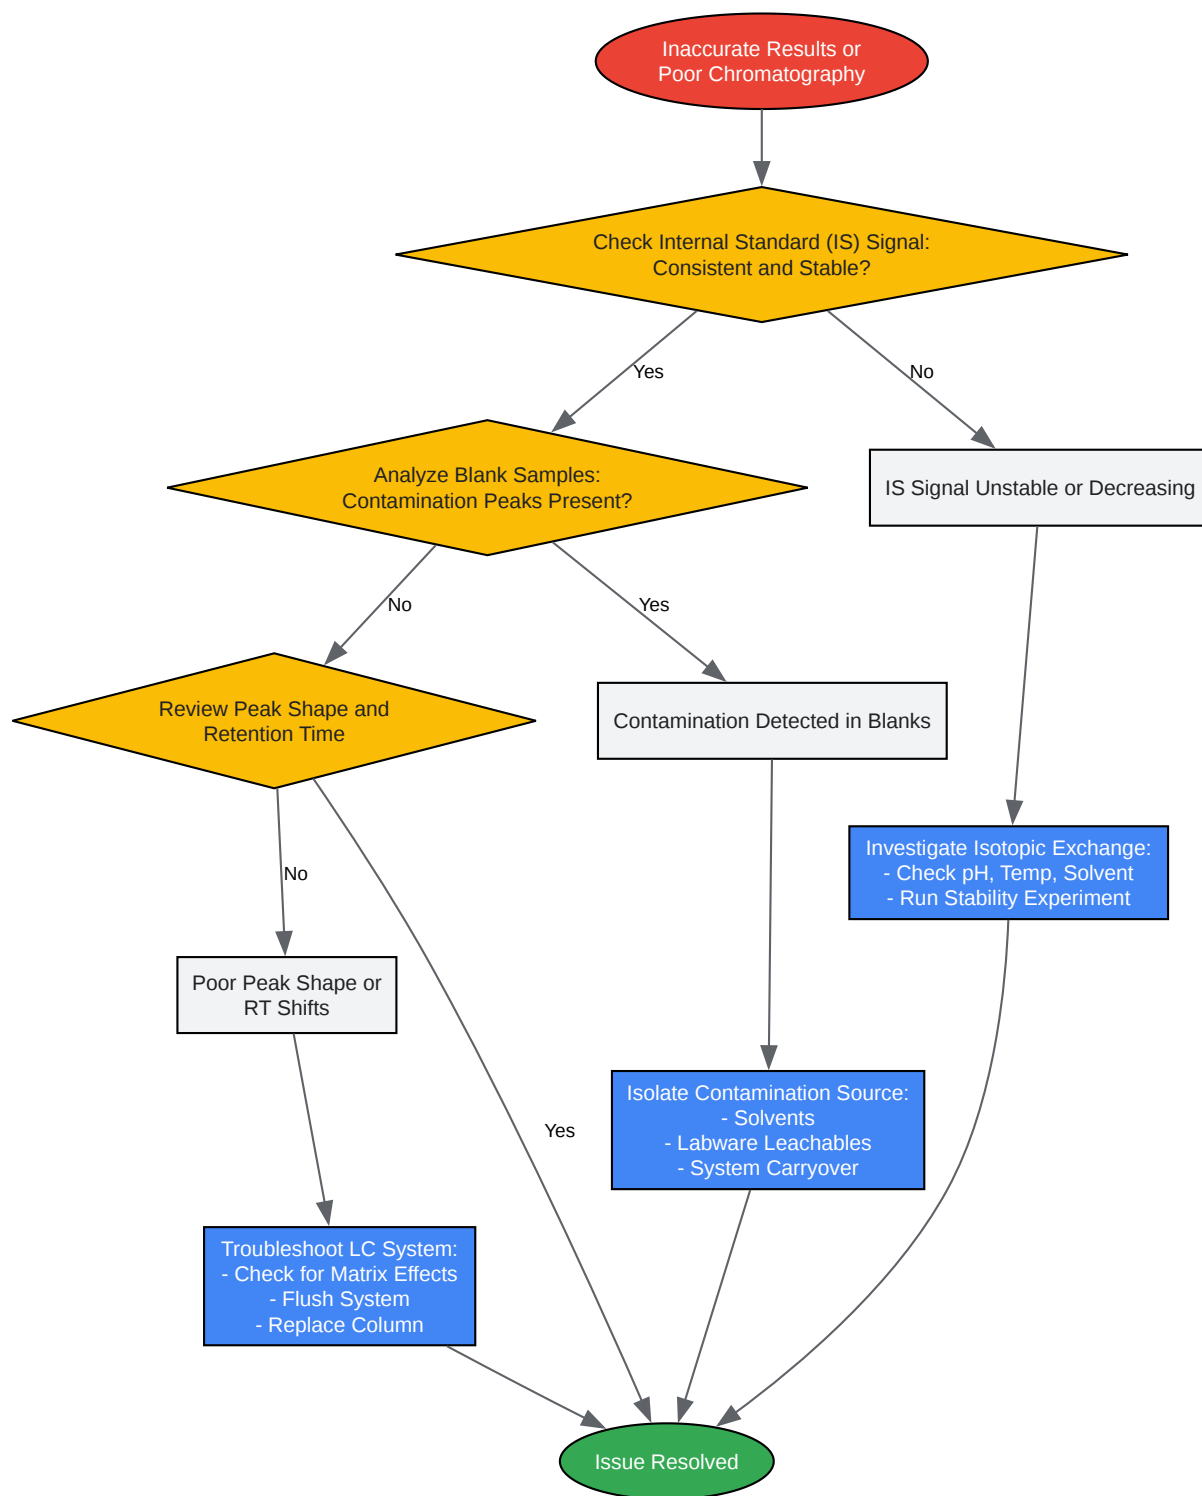 Inaccurate Results or
Poor Chromatography
Check Internal Standard (IS) Signal:
Consistent and Stable?
Yes
No
Analyze Blank Samples:
Contamination Peaks Present?
IS Signal Unstable or Decreasing
No
Yes
Review Peak Shape and
Retention Time
Contamination Detected in Blanks
Investigate Isotopic Exchange:
- Check pH, Temp, Solvent
- Run Stability Experiment
No
Poor Peak Shape or
RT Shifts
Yes
Isolate Contamination Source:
- Solvents
- Labware Leachables
- System Carryover
Troubleshoot LC System:
- Check for Matrix Effects
- Flush System
- Replace Column
Issue Resolved